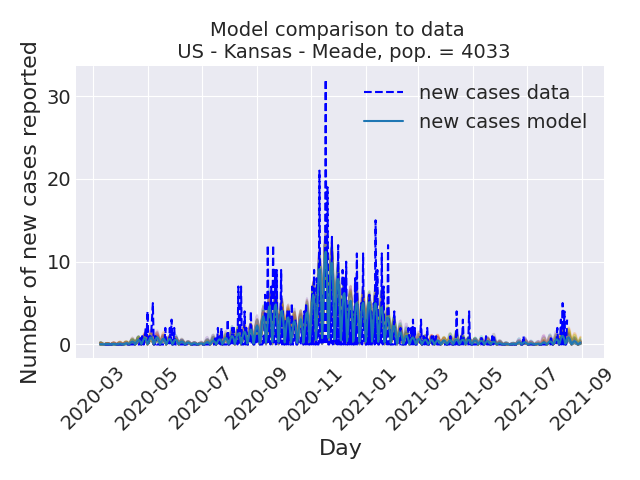 Model comparison to data
US - Kansas - Meade, pop. = 4033
Number of new cases reported
30
20
10
0
new cases data
new cases model
2020-03
2020-05
2020-07
2020-09
2020-11
2021-01
2021-03
2021-05
2021-07
2021-09
Day